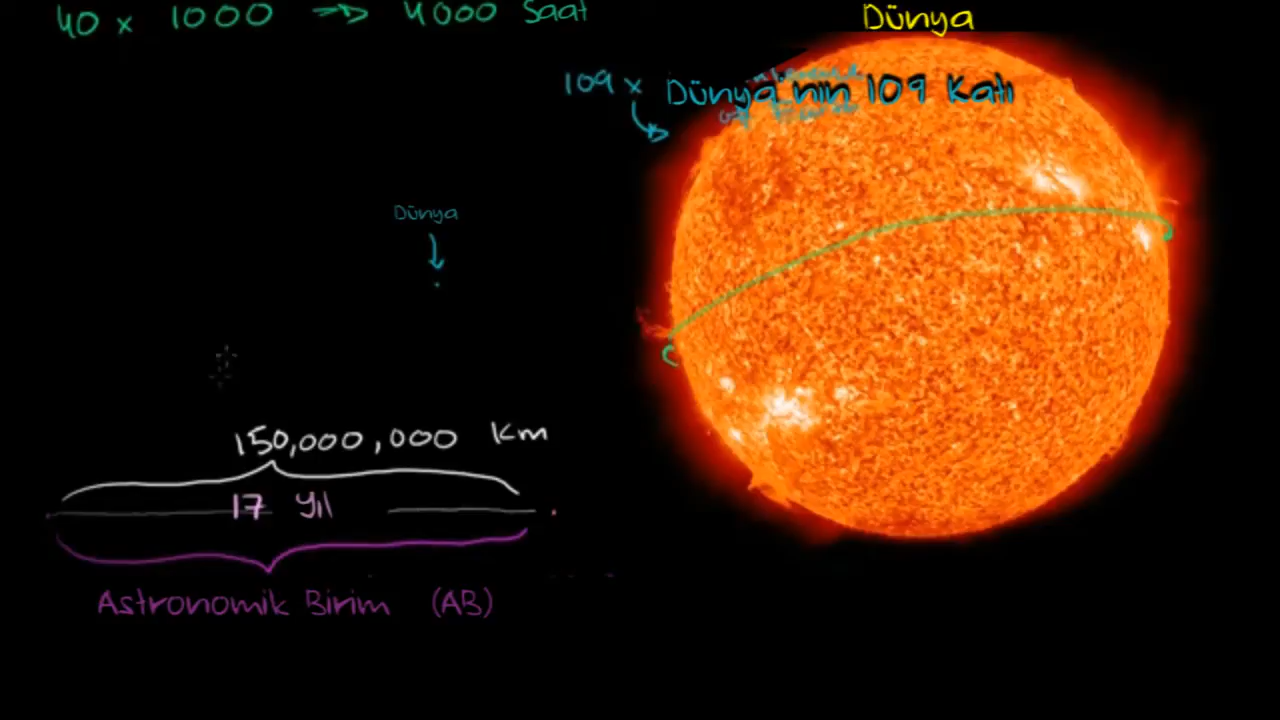 40 x 1000 → 4000 Saat
Dünya
109 x Dünya'nin 109 Katı
Dünya
150,000,000 Km
17 Yıl
Astronomik Birim (AB)